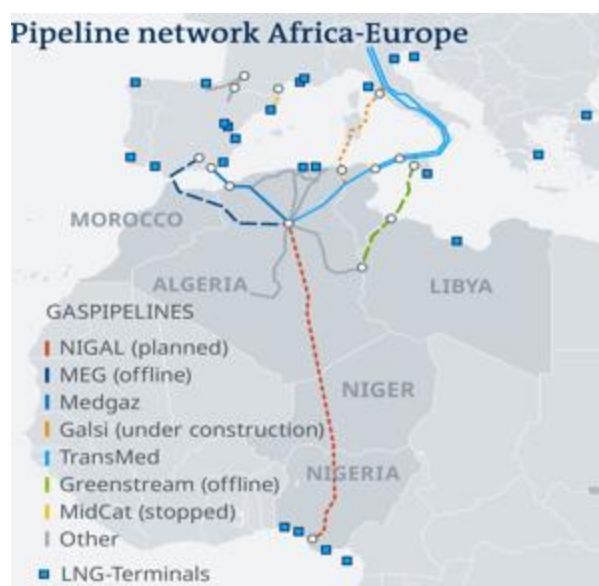 Pipeline network Africa-Europe
MOROCCO
ALGERIA
LIBYA
GASPIPELINES
NIGAL (planned)
MEG (offline)
NIGER
Medgaz
Galsi (under construction)
TransMed
NIGERIA
Greenstream (offline)
MidCat (stopped)
Other
LNG-Terminals